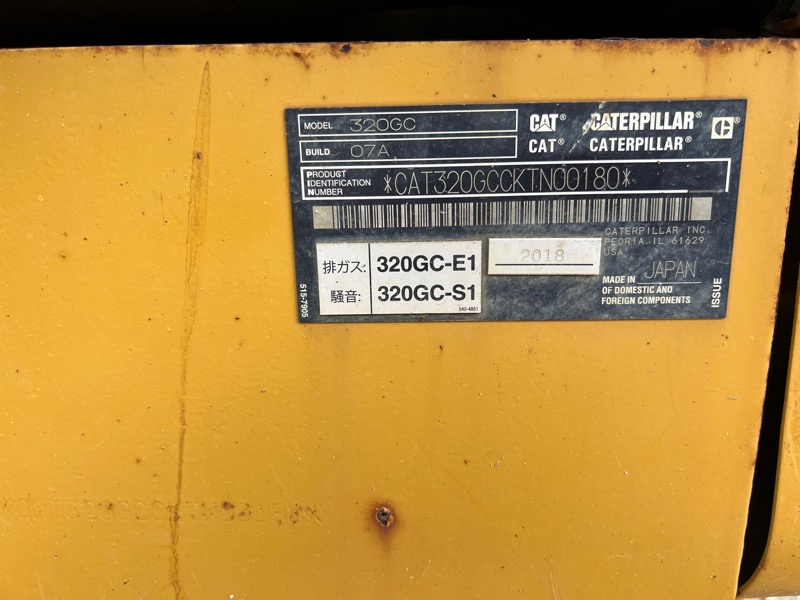 MODEL 320GC
BUILD 07A
CAT® CATERPILLAR®
CAT® CATERPILLAR®
PRODUCT IDENTIFICATION NUMBER *CAT320GCCKTN00180*
CATERPILLAR INC.
PEORIA, IL 61629
USA
排ガス: 320GC-E1
騒音: 320GC-S1
540-4861
2018
MADE IN JAPAN
OF DOMESTIC AND
FOREIGN COMPONENTS
ISSUE
515-7905